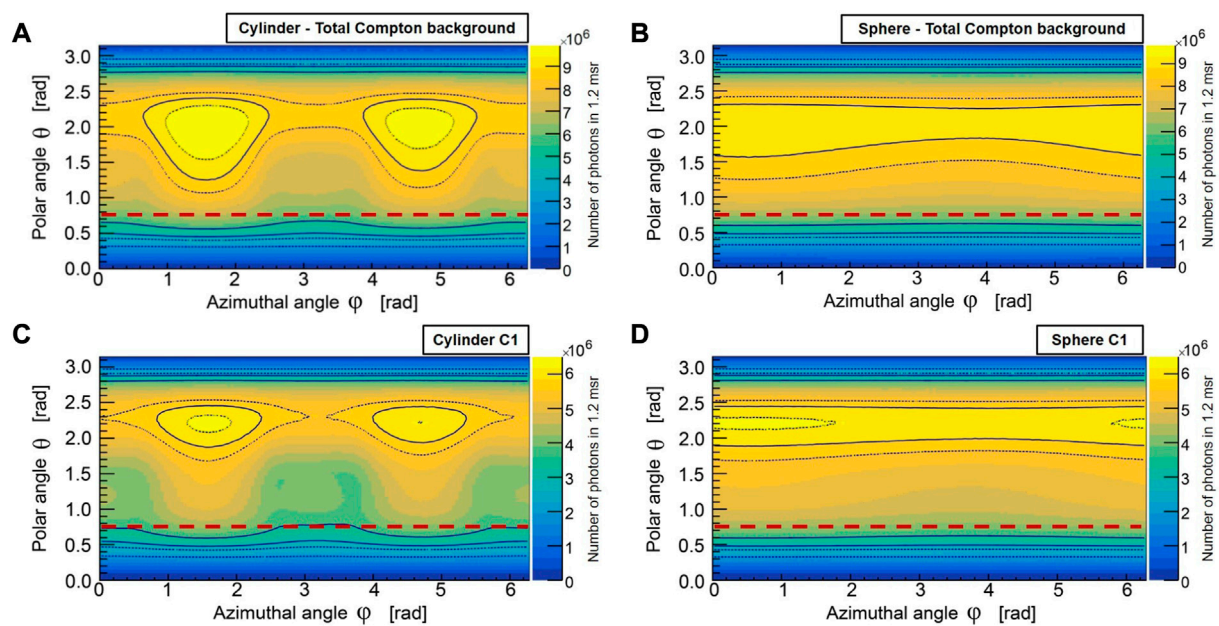 A
Cylinder - Total Compton background
×10⁶
3.0
2.5
2.0
1.5
1.0
0.5
0.0
0 1 2 3 4 5 6
9
8
7
6
5
4
3
2
1
0
Polar angle θ [rad]
Azimuthal angle φ [rad]
Number of photons in 1.2 msr
B
Sphere - Total Compton background
×10⁶
3.0
2.5
2.0
1.5
1.0
0.5
0.0
0 1 2 3 4 5 6
9
8
7
6
5
4
3
2
1
0
Polar angle θ [rad]
Azimuthal angle φ [rad]
Number of photons in 1.2 msr
C
Cylinder C1
×10⁶
3.0
2.5
2.0
1.5
1.0
0.5
0.0
0 1 2 3 4 5 6
6
5
4
3
2
1
0
Polar angle θ [rad]
Azimuthal angle φ [rad]
Number of photons in 1.2 msr
D
Sphere C1
×10⁶
3.0
2.5
2.0
1.5
1.0
0.5
0.0
0 1 2 3 4 5 6
6
5
4
3
2
1
0
Polar angle θ [rad]
Azimuthal angle φ [rad]
Number of photons in 1.2 msr